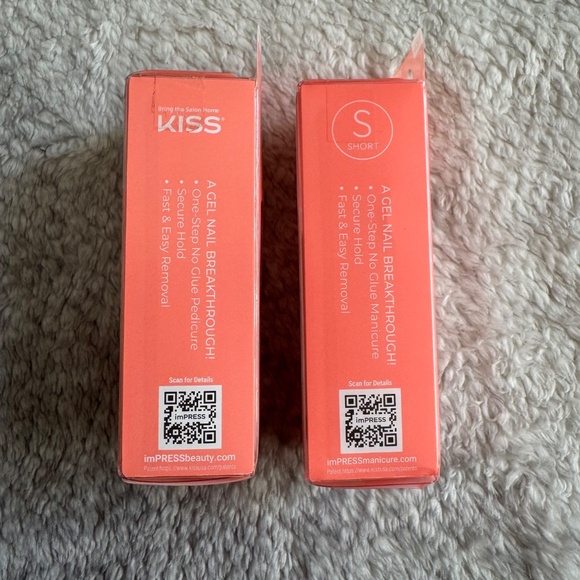 Bring the Salon Home
KISS®
A GEL NAIL BREAKTHROUGH!
• One-Step No Glue Pedicure
• Secure Hold
• Fast & Easy Removal
Scan for Details
imPRESS
imPRESSbeauty.com
S
SHORT
A GEL NAIL BREAKTHROUGH!
• One-Step No Glue Manicure
• Secure Hold
• Fast & Easy Removal
Scan for Details
imPRESS
imPRESSmanicure.com